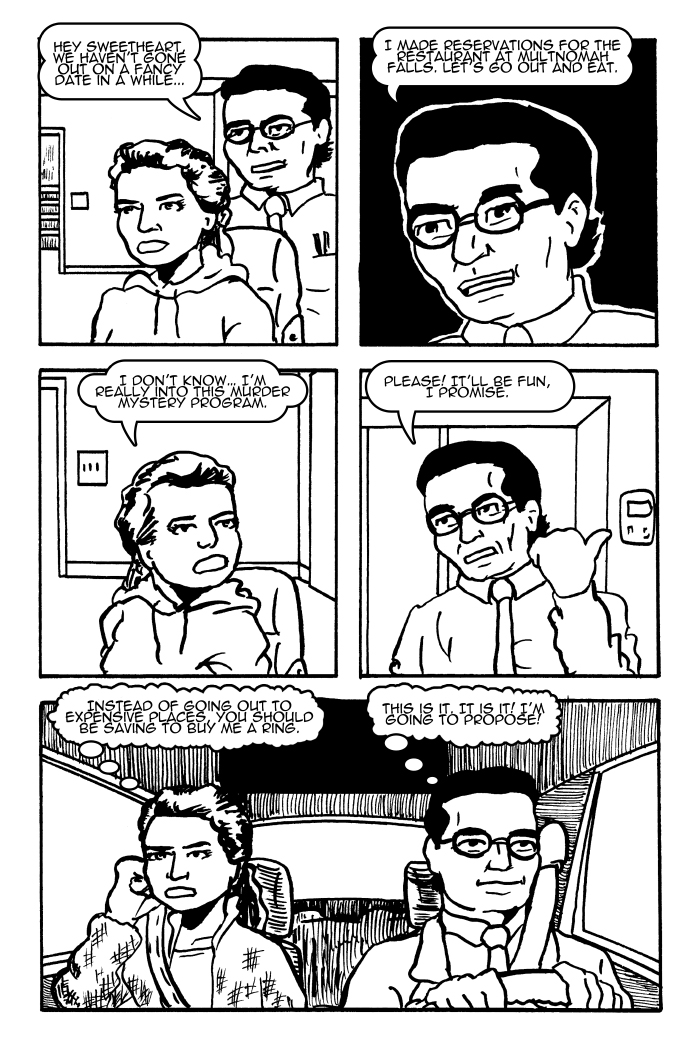 HEY SWEETHEART,
WE HAVEN'T GONE
OUT ON A FANCY
DATE IN A WHILE...
I MADE RESERVATIONS FOR THE
RESTAURANT AT MULTNOMAH
FALLS. LET'S GO OUT AND EAT.
I DON'T KNOW... I'M
REALLY INTO THIS MURDER
MYSTERY PROGRAM.
PLEASE! IT'LL BE FUN,
I PROMISE.
INSTEAD OF GOING OUT TO
EXPENSIVE PLACES, YOU SHOULD
BE SAVING TO BUY ME A RING.
THIS IS IT. IT IS IT! I'M
GOING TO PROPOSE!